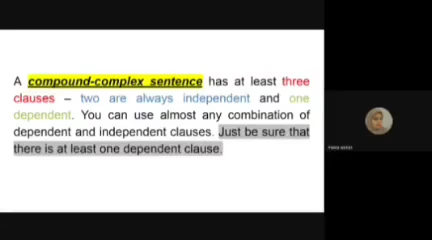 A compound-complex sentence has at least three
clauses – two are always independent and one
dependent. You can use almost any combination of
dependent and independent clauses. Just be sure that
there is at least one dependent clause.